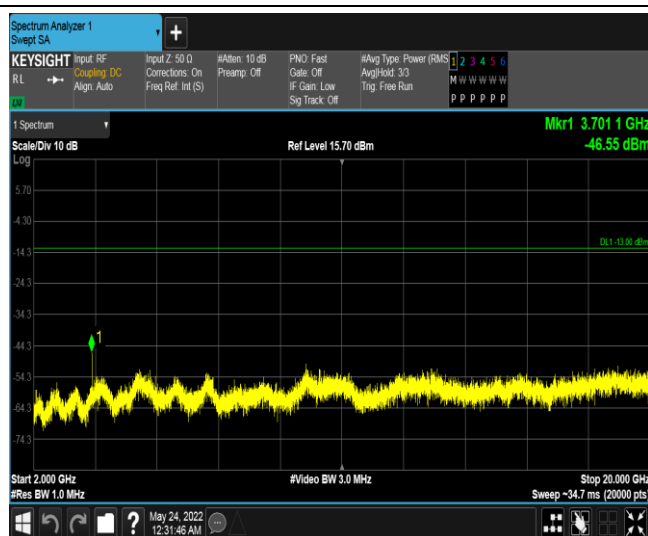 Spectrum Analyzer 1
Swept SA
+
KEYSIGHT
RL
LXI
Input: RF
Coupling: DC
Align: Auto
Input Z: 50 Ω
Corrections: On
Freq Ref: Int (S)
#Atten: 10 dB
Preamp: Off
PNO: Fast
Gate: Off
IF Gain: Low
Sig Track: Off
#Avg Type: Power (RMS
Avg|Hold: 3/3
Trig: Free Run
1 2 3 4 5 6
M W W W W W
P P P P P P
1 Spectrum
Mkr1 3.701 1 GHz
Scale/Div 10 dB
Ref Level 15.70 dBm
-46.55 dBm
Log
5.70
-4.30
DL1 -13.00 dBm
-14.3
-24.3
-34.3
1
-44.3
-54.3
-64.3
-74.3
Start 2.000 GHz
#Video BW 3.0 MHz
Stop 20.000 GHz
#Res BW 1.0 MHz
Sweep ~34.7 ms (20000 pts)
?
May 24, 2022
12:31:46 AM